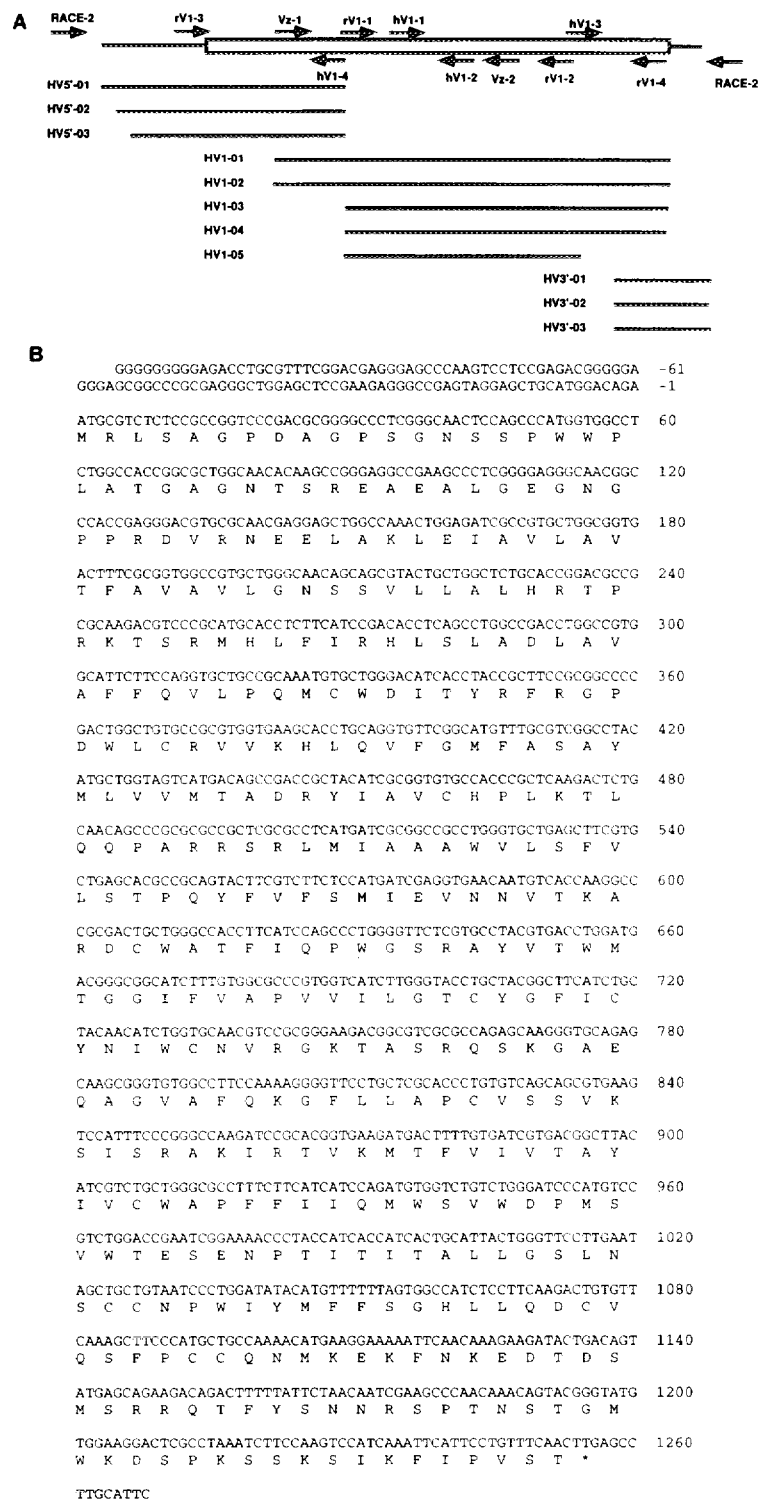 A
RACE-2 rV1-3 Vz-1 rV1-1 hV1-1 hV1-3
hV1-4 hV1-2 Vz-2 rV1-2 rV1-4 RACE-2
HV5'-01
HV5'-02
HV5'-03
HV1-01
HV1-02
HV1-03
HV1-04
HV1-05
HV3'-01
HV3'-02
HV3'-03
B
GGGGGGGGGAGACCTGCGTTTCGGACGAGGGAGCCCAAGTCCTCCGAGACGGGGGA -61
GGGAGCGGCCCGCGAGGGCTGGAGCTCCGAAGAGGGCCGAGTAGGAGCTGCATGGACAGA -1
ATGCGTCTCTCCGCCGGTCCCGACGCGGGGCCCTCGGGCAACTCCAGCCCATGGTGGCCT 60
M R L S A G P D A G P S G N S S P W W P
CTGGCCACCGGCGCTGGCAACACAAGCCGGGAGGCCGAAGCCCTCGGGGAGGGCAACGGC 120
L A T G A G N T S R E A E A L G E G N G
CCACCGAGGGACGTGCGCAACGAGGAGCTGGCCAAACTGGAGATCGCCGTGCTGGCGGTG 180
P P R D V R N E E L A K L E I A V L A V
ACTTTCGCGGTGGCCGTGCTGGGCAACAGCAGCGTACTGCTGGCTCTGCACCGGACGCCG 240
T F A V A V L G N S S V L L A L H R T P
CGCAAGACGTCCCGCATGCACCTCTTCATCCGACACCTCAGCCTGGCCGACCTGGCCGTG 300
R K T S R M H L F I R H L S L A D L A V
GCATTCTTCCAGGTGCTGCCGCAAATGTGCTGGGACATCACCTACCGCTTCCGCGGCCCC 360
A F F Q V L P Q M C W D I T Y R F R G P
GACTGGCTGTGCCGCGTGGTGAAGCACCTGCAGGTGTTCGGCATGTTTGCGTCGGCCTAC 420
D W L C R V V K H L Q V F G M F A S A Y
ATGCTGGTAGTCATGACAGCCGACCGCTACATCGCGGTGTGCCACCCGCTCAAGACTCTG 480
M L V V M T A D R Y I A V C H P L K T L
CAACAGCCCGCGCGCCGCTCGCGCCTCATGATCGCGGCCGCCTGGGTGCTGAGCTTCGTG 540
Q Q P A R R S R L M I A A A W V L S F V
CTGAGCACGCCGCAGTACTTCGTCTTCTCCATGATCGAGGTGAACAATGTCACCAAGGCC 600
L S T P Q Y F V F S M I E V N N V T K A
CGCGACTGCTGGGCCACCTTCATCCAGCCCTGGGGTTCTCGTGCCTACGTGACCTGGATG 660
R D C W A T F I Q P W G S R A Y V T W M
ACGGGCGGCATCTTTGTGGCGCCCGTGGTCATCTTGGGTACCTGCTACGGCTTCATCTGC 720
T G G I F V A P V V I L G T C Y G F I C
TACAACATCTGGTGCAACGTCCGCGGGAAGACGGCGTCGCGCCAGAGCAAGGGTGCAGAG 780
Y N I W C N V R G K T A S R Q S K G A E
CAAGCGGGTGTGGCCTTCCAAAAGGGGTTCCTGCTCGCACCCTGTGTCAGCAGCGTGAAG 840
Q A G V A F Q K G F L L A P C V S S V K
TCCATTTCCCGGGCCAAGATCCGCACGGTGAAGATGACTTTTGTGATCGTGACGGCTTAC 900
S I S R A K I R T V K M T F V I V T A Y
ATCGTCTGCTGGGCGCCTTTCTTCATCATCCAGATGTGGTCTGTCTGGGATCCCATGTCC 960
I V C W A P F F I I Q M W S V W D P M S
GTCTGGACCGAATCGGAAAACCCTACCATCACCATCACTGCATTACTGGGTTCCTTGAAT 1020
V W T E S E N P T I T I T A L L G S L N
AGCTGCTGTAATCCCTGGATATACATGTTTTTTAGTGGCCATCTCCTTCAAGACTGTGTT 1080
S C C N P W I Y M F F S G H L L Q D C V
CAAAGCTTCCCATGCTGCCAAAACATGAAGGAAAAATTCAACAAAGAAGATACTGACAGT 1140
Q S F P C C Q N M K E K F N K E D T D S
ATGAGCAGAAGACAGACTTTTTATTCTAACAATCGAAGCCCAACAAACAGTACGGGTATG 1200
M S R R Q T F Y S N N R S P T N S T G M
TGGAAGGACTCGCCTAAATCTTCCAAGTCCATCAAATTCATTCCTGTTTCAACTTGAGCC 1260
W K D S P K S S K S I K F I P V S T *
TTGCATTC